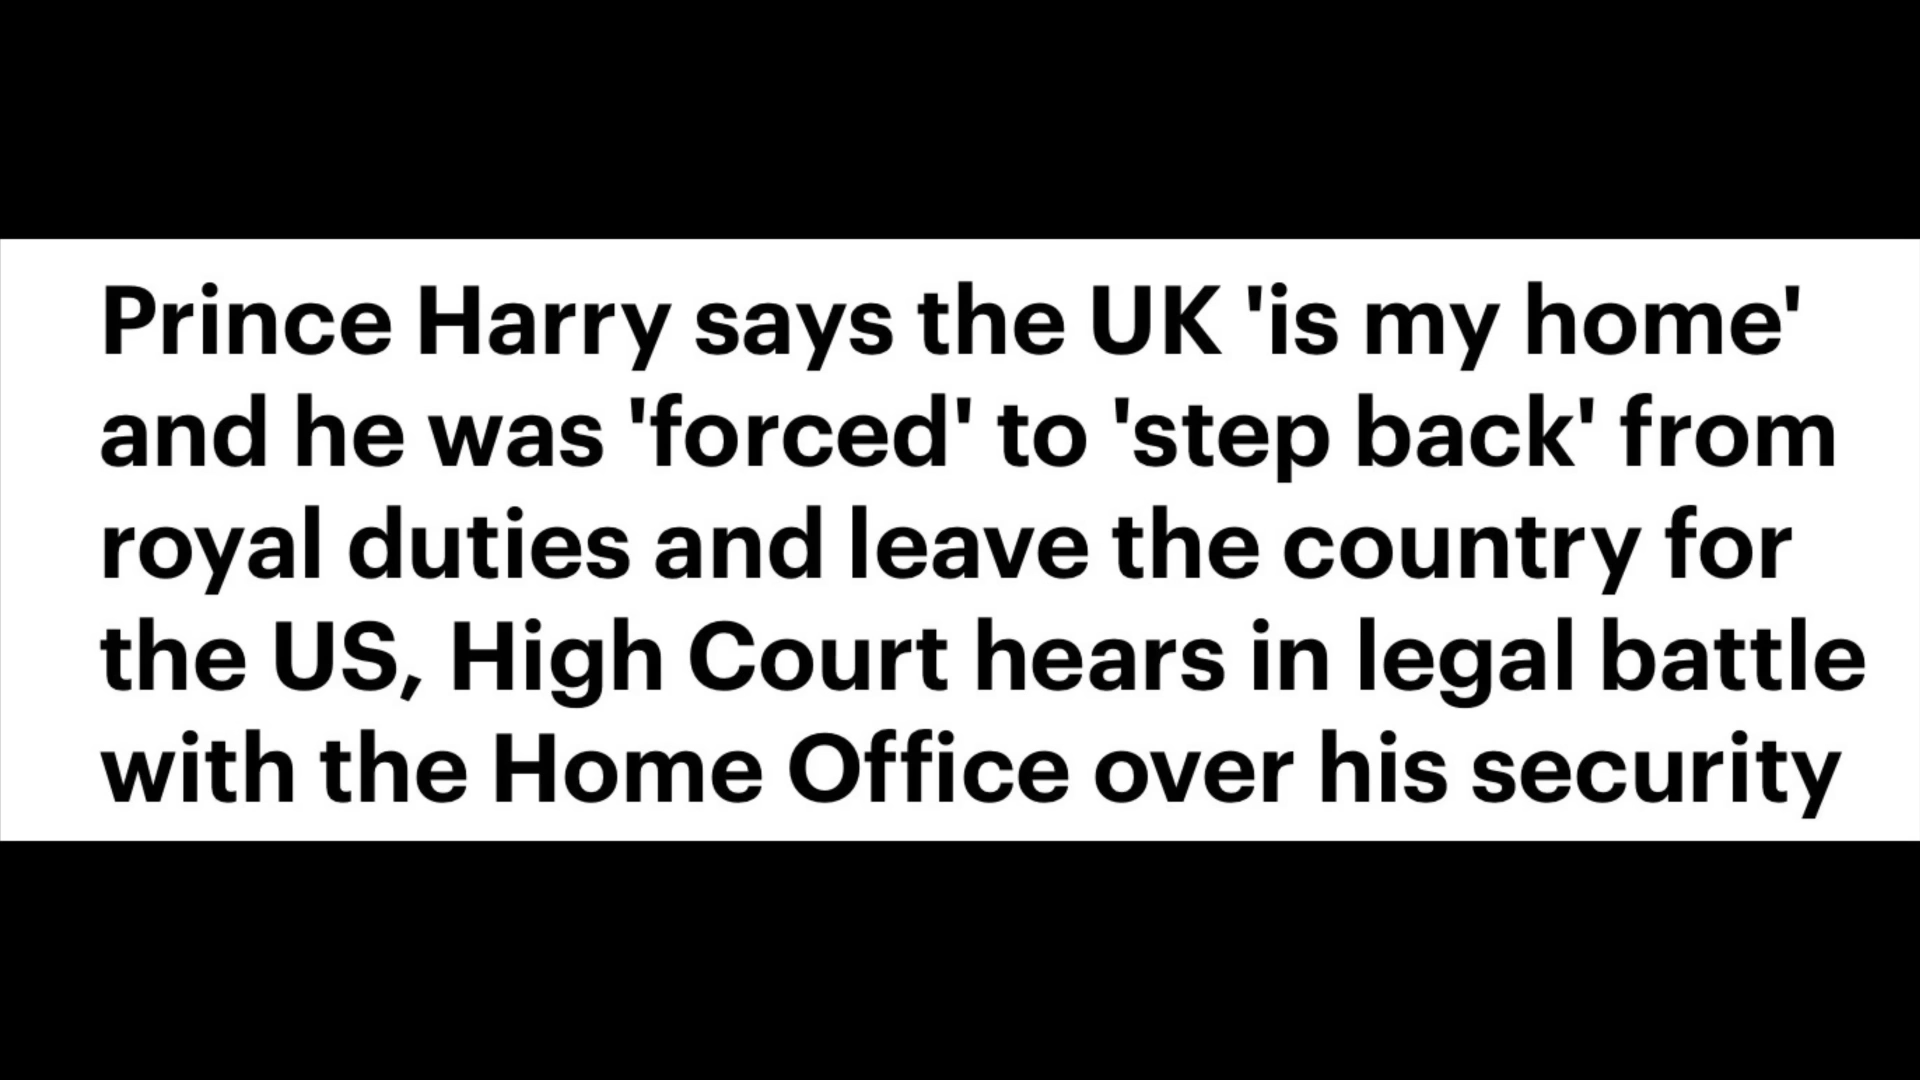 Prince Harry says the UK 'is my home'
and he was 'forced' to 'step back' from
royal duties and leave the country for
the US, High Court hears in legal battle
with the Home Office over his security